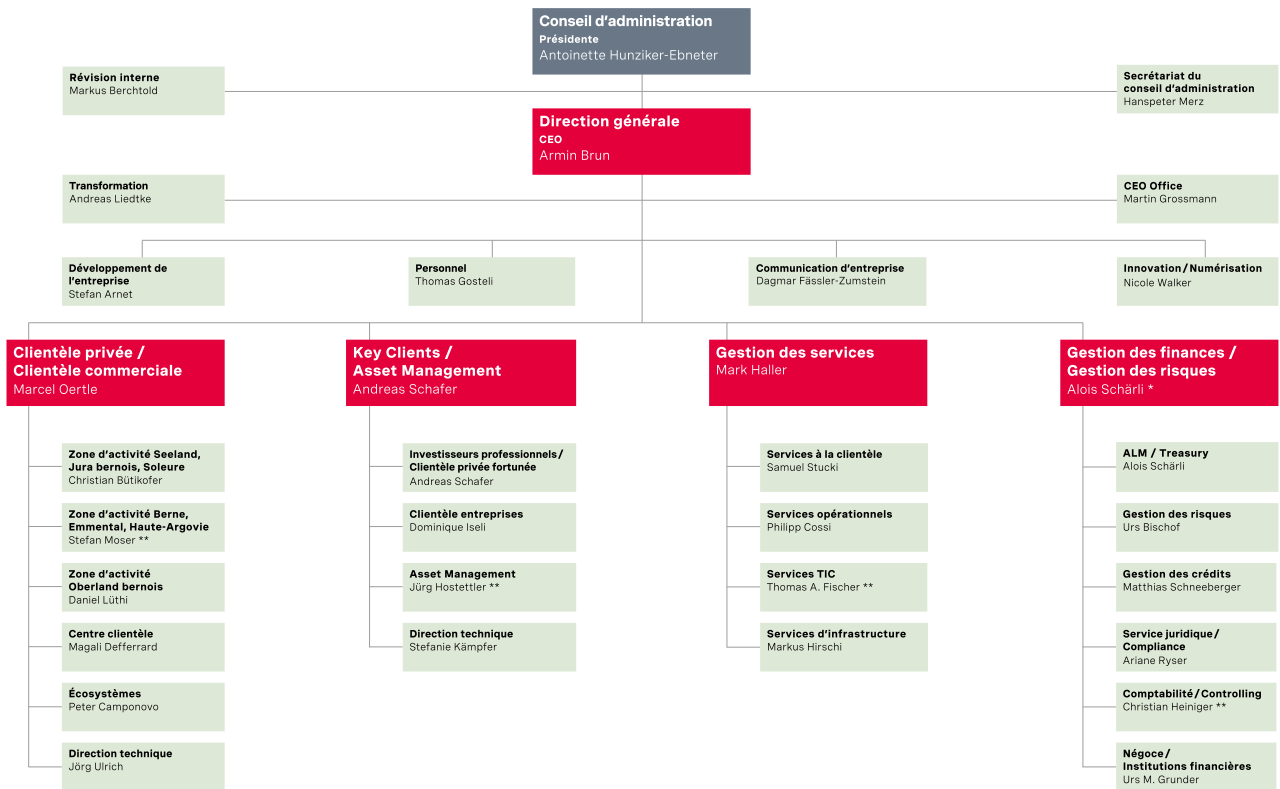 Conseil d’administration
Présidente
Antoinette Hunziker-Ebneter
Révision interne
Markus Berchtold
Secrétariat du
conseil d’administration
Hanspeter Merz
Direction générale
CEO
Armin Brun
Transformation
Andreas Liedtke
CEO Office
Martin Grossmann
Développement de
l’entreprise
Stefan Arnet
Personnel
Thomas Gosteli
Communication d’entreprise
Dagmar Fässler-Zumstein
Innovation / Numérisation
Nicole Walker
Clientèle privée /
Clientèle commerciale
Marcel Oertle
Zone d’activité Seeland,
Jura bernois, Soleure
Christian Bütikofer
Zone d’activité Berne,
Emmental, Haute-Argovie
Stefan Moser **
Zone d’activité
Oberland bernois
Daniel Lüthi
Centre clientèle
Magali Defferrard
Écosystèmes
Peter Camponovo
Direction technique
Jörg Ulrich
Key Clients /
Asset Management
Andreas Schafer
Investisseurs professionnels /
Clientèle privée fortunée
Andreas Schafer
Clientèle entreprises
Dominique Iseli
Asset Management
Jürg Hostettler **
Direction technique
Stefanie Kämpfer
Gestion des services
Mark Haller
Services à la clientèle
Samuel Stucki
Services opérationnels
Philipp Cossi
Services TIC
Thomas A. Fischer **
Services d’infrastructure
Markus Hirschi
Gestion des finances /
Gestion des risques
Alois Schärli *
ALM / Treasury
Alois Schärli
Gestion des risques
Urs Bischof
Gestion des crédits
Matthias Schneeberger
Service juridique /
Compliance
Ariane Ryser
Comptabilité / Controlling
Christian Heiniger **
Négoce /
Institutions financières
Urs M. Grunder